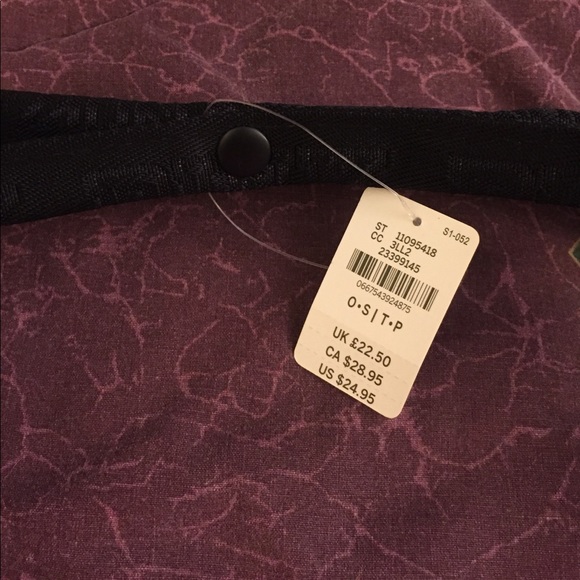 S1-052
ST 11095418
CC 3LL2
23399145
0667543924875
O•S|T•P
UK £22.50
CA $28.95
US $24.95